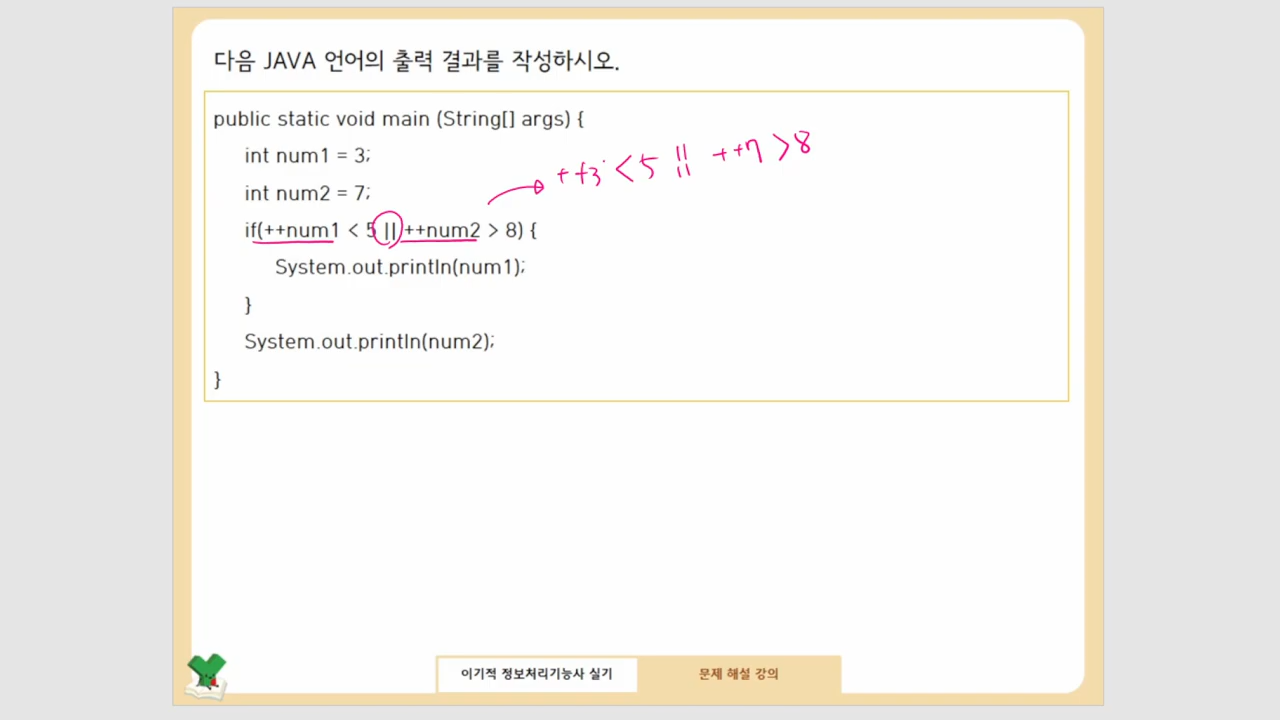 다음 JAVA 언어의 출력 결과를 작성하시오.
public static void main (String[] args) {
int num1 = 3;
++3 < 5 || ++7 > 8
int num2 = 7;
if(++num1 < 5 || ++num2 > 8) {
System.out.println(num1);
}
System.out.println(num2);
}
이기적 정보처리기능사 실기
문제 해설 강의